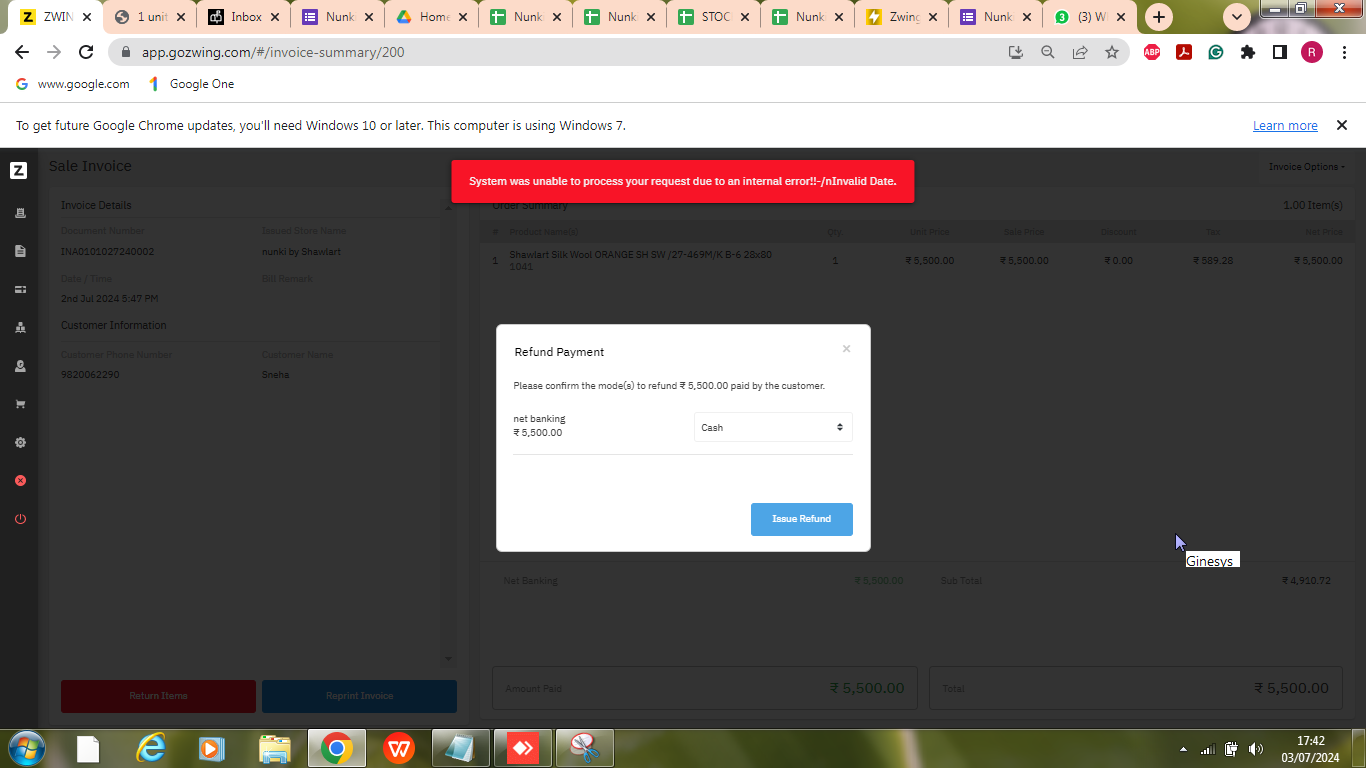 ZWIN
1 unit
Inbox
Nunki
Home
Nunk
Nunk
STOC
Nunk
Zwing
Nunk
3
(3) W
app.gozwing.com/#/invoice-summary/200
ABP
R
G www.google.com
1 Google One
To get future Google Chrome updates, you'll need Windows 10 or later. This computer is using Windows 7.
Learn more
Z
Sale Invoice
Invoice Options
System was unable to process your request due to an internal error!!-/nInvalid Date.
Invoice Details
Order Summary
1.00 Item(s)
Document Number
Issued Store Name
INA0101027240002
nunki by Shawlart
Date / Time
Bill Remark
2nd Jul 2024 5:47 PM
Customer Information
Customer Phone Number
Customer Name
9820062290
Sneha
# Product Name(s) Qty. Unit Price Sale Price Discount Tax Net Price
1 Shawlart Silk Wool ORANGE SH SW /27-469M/K B-6 28x80 1 ₹ 5,500.00 ₹ 5,500.00 ₹ 0.00 ₹ 589.28 ₹ 5,500.00
1041
Refund Payment
×
Please confirm the mode(s) to refund ₹ 5,500.00 paid by the customer.
net banking
₹ 5,500.00
Cash
Issue Refund
Ginesys
Net Banking
₹ 5,500.00
Sub Total
₹ 4,910.72
Return Items
Reprint Invoice
Amount Paid
₹ 5,500.00
Total
₹ 5,500.00
W
17:42
03/07/2024